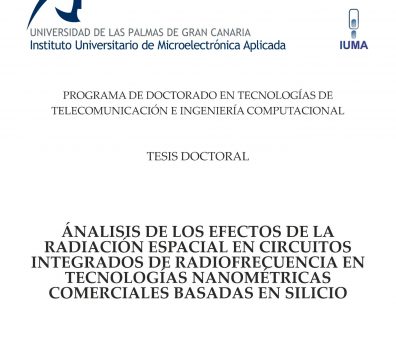 UNIVERSIDAD DE LAS PALMAS DE GRAN CANARIA
Instituto Universitario de Microelectrónica Aplicada
IUMA
PROGRAMA DE DOCTORADO EN TECNOLOGÍAS DE
TELECOMUNICACIÓN E INGENIERÍA COMPUTACIONAL
TESIS DOCTORAL
ÁNALISIS DE LOS EFECTOS DE LA
RADIACIÓN ESPACIAL EN CIRCUITOS
INTEGRADOS DE RADIOFRECUENCIA EN
TECNOLOGÍAS NANOMÉTRICAS
COMERCIALES BASADAS EN SILICIO